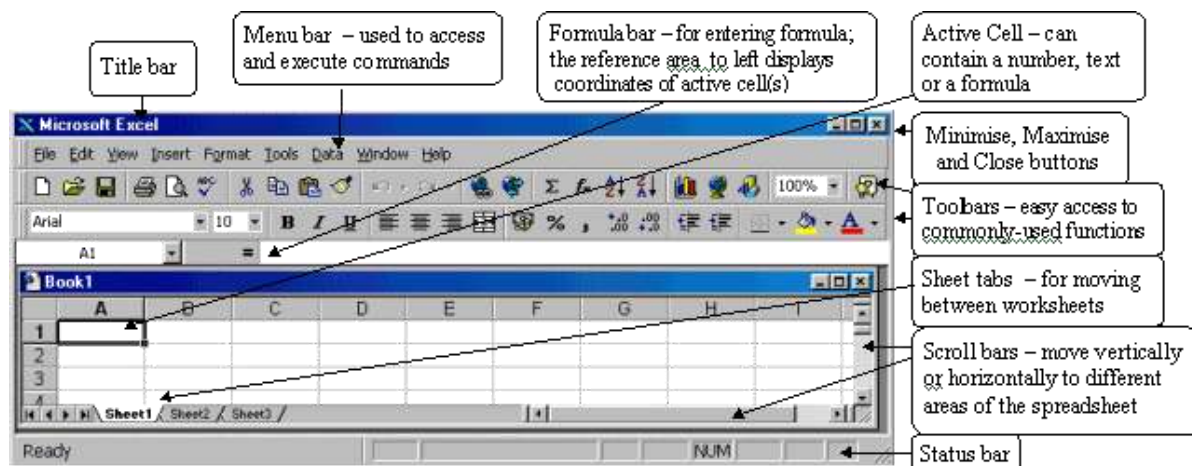 Title bar
Menu bar – used to access
and execute commands
Formula bar – for entering formula;
the reference area to left displays
coordinates of active cell(s)
Active Cell – can
contain a number, text
or a formula
Microsoft Excel
Minimise, Maximise
and Close buttons
File Edit View Insert Format Tools Data Window Help
100%
Toolbars – easy access to
commonly-used functions
Arial 10 B I U % ,
A1 =
Book1
Sheet tabs – for moving
between worksheets
A B C D E F G H I
1
2
3
4
Scroll bars – move vertically
or horizontally to different
areas of the spreadsheet
Sheet1 Sheet2 Sheet3
Ready NUM
Status bar